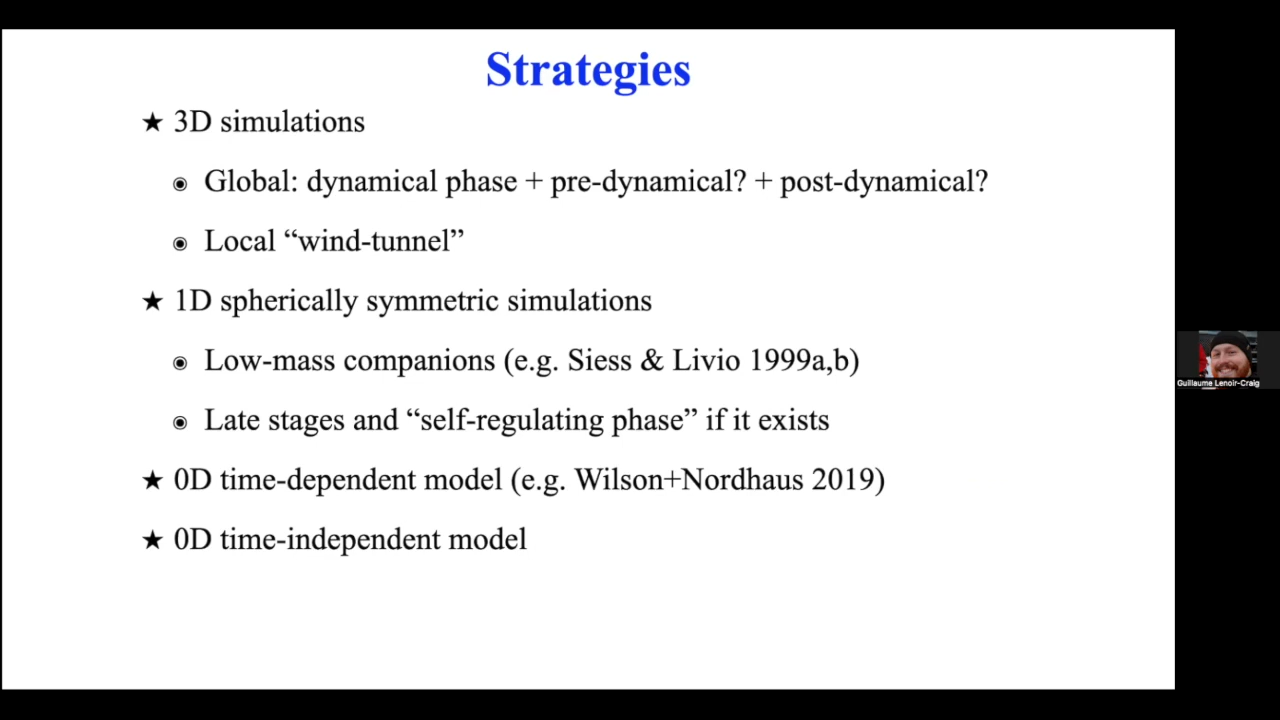 Strategies
★ 3D simulations
◉ Global: dynamical phase + pre-dynamical? + post-dynamical?
◉ Local “wind-tunnel”
★ 1D spherically symmetric simulations
◉ Low-mass companions (e.g. Siess & Livio 1999a,b)
◉ Late stages and “self-regulating phase” if it exists
★ 0D time-dependent model (e.g. Wilson+Nordhaus 2019)
★ 0D time-independent model
Guillaume Lenoir-Craig